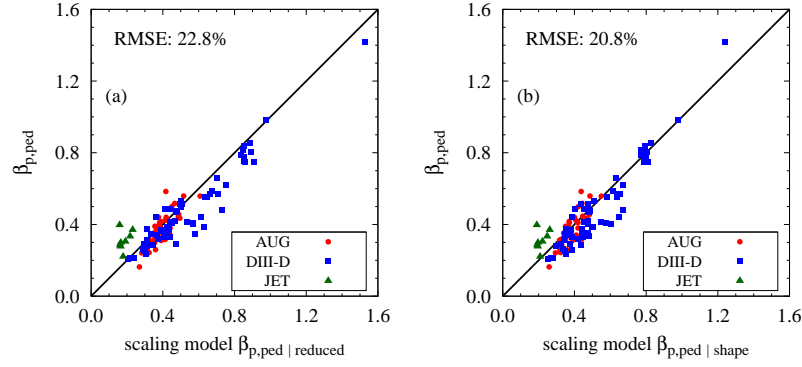 1.6
1.2
0.8
0.4
0.0
β_p,ped
RMSE: 22.8%
(a)
AUG
DIII-D
JET
0.0 0.4 0.8 1.2 1.6
scaling model β_p,ped | reduced
1.6
1.2
0.8
0.4
0.0
β_p,ped
RMSE: 20.8%
(b)
AUG
DIII-D
JET
0.0 0.4 0.8 1.2 1.6
scaling model β_p,ped | shape